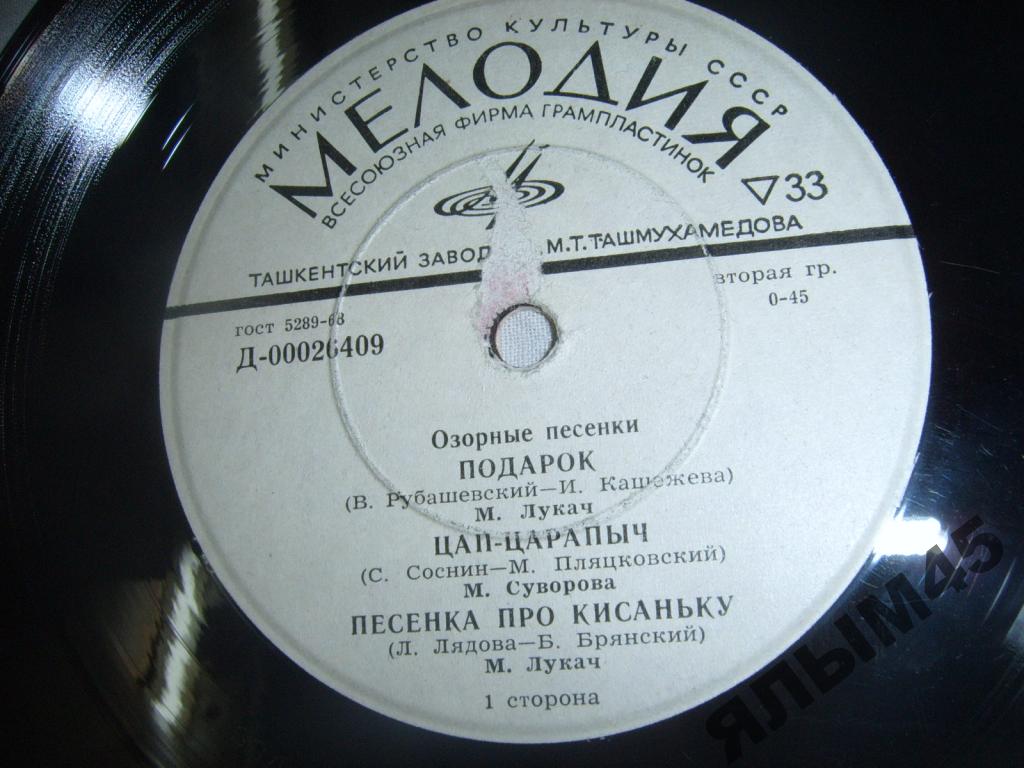 МИНИСТЕРСТВО КУЛЬТУРЫ СССР
МЕЛОДИЯ
ВСЕСОЮЗНАЯ ФИРМА ГРАМПЛАСТИНОК
▽33
ТАШКЕНТСКИЙ ЗАВОД М.Т.ТАШМУХАМЕДОВА
гост 5289-68
вторая гр.
Д-00026409
0-45
Озорные песенки
ПОДАРОК
(В. Рубашевский—И. Кашежева)
М. Лукач
ЦАП-ЦАРАПЫЧ
(С. Соснин—М. Пляцковский)
М. Суворова
ПЕСЕНКА ПРО КИСАНЬКУ
(Л. Лядова—Б. Брянский)
М. Лукач
1 сторона
ЯЛЫМ45